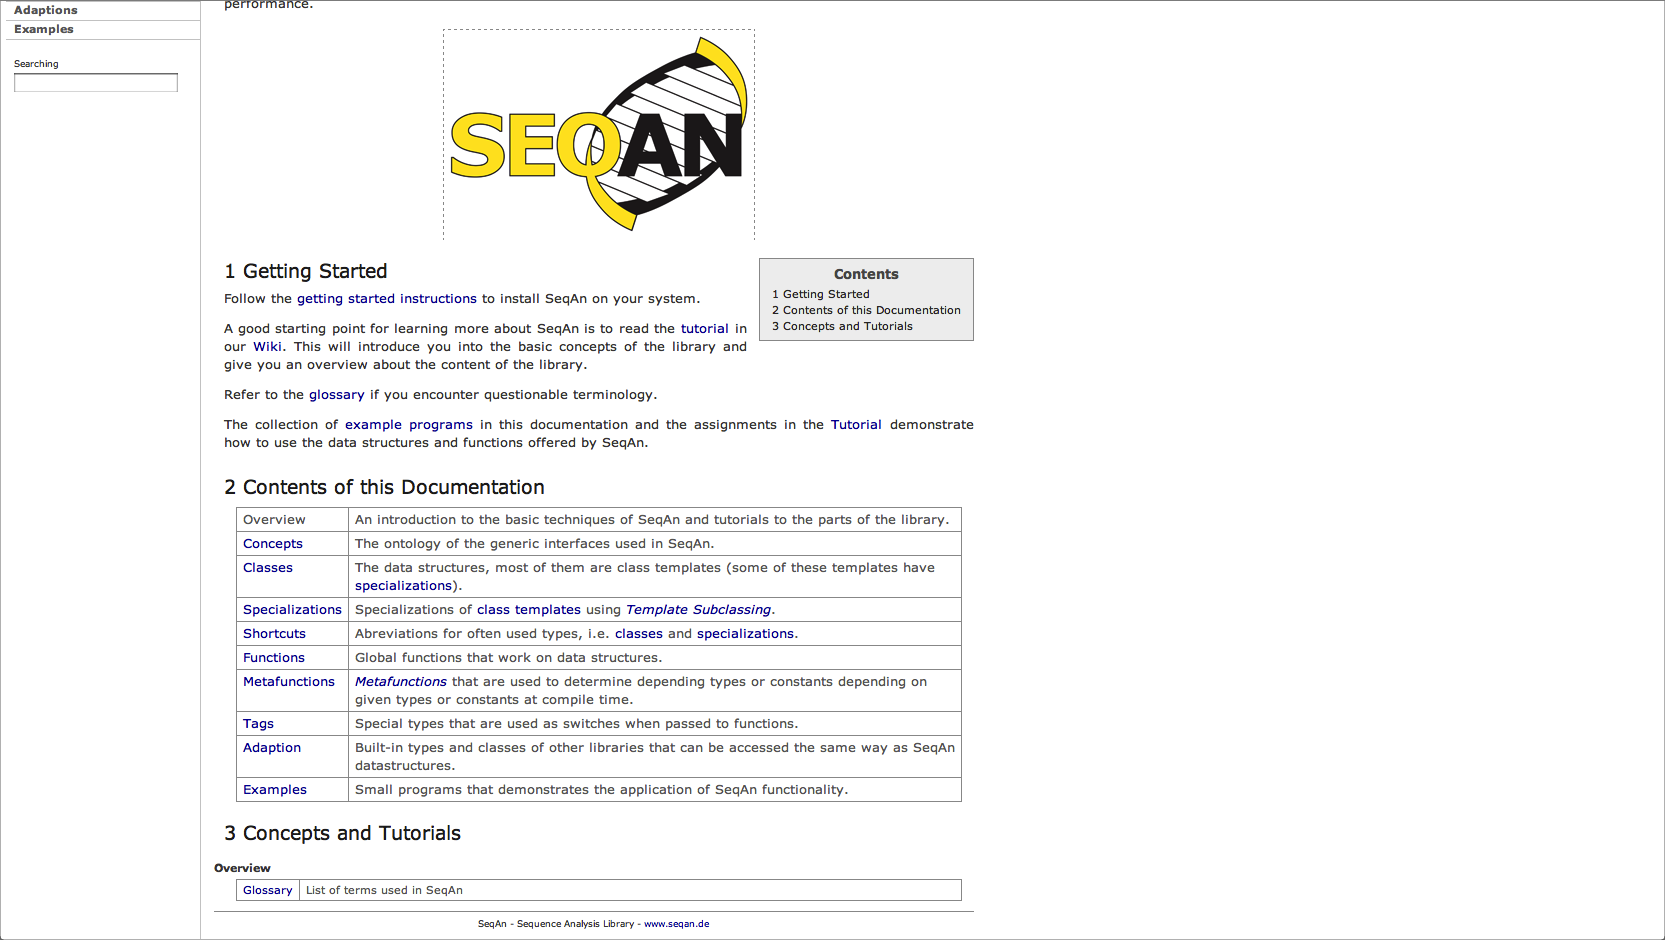 Adaptions
Examples
Searching
performance.
SEQAN
1 Getting Started
Follow the getting started instructions to install SeqAn on your system.
A good starting point for learning more about SeqAn is to read the tutorial in
our Wiki. This will introduce you into the basic concepts of the library and
give you an overview about the content of the library.
Refer to the glossary if you encounter questionable terminology.
The collection of example programs in this documentation and the assignments in the Tutorial demonstrate
how to use the data structures and functions offered by SeqAn.
Contents
1 Getting Started
2 Contents of this Documentation
3 Concepts and Tutorials
2 Contents of this Documentation
Overview An introduction to the basic techniques of SeqAn and tutorials to the parts of the library.
Concepts The ontology of the generic interfaces used in SeqAn.
Classes The data structures, most of them are class templates (some of these templates have
specializations).
Specializations Specializations of class templates using Template Subclassing.
Shortcuts Abreviations for often used types, i.e. classes and specializations.
Functions Global functions that work on data structures.
Metafunctions Metafunctions that are used to determine depending types or constants depending on
given types or constants at compile time.
Tags Special types that are used as switches when passed to functions.
Adaption Built-in types and classes of other libraries that can be accessed the same way as SeqAn
datastructures.
Examples Small programs that demonstrates the application of SeqAn functionality.
3 Concepts and Tutorials
Overview
Glossary List of terms used in SeqAn
SeqAn - Sequence Analysis Library - www.seqan.de